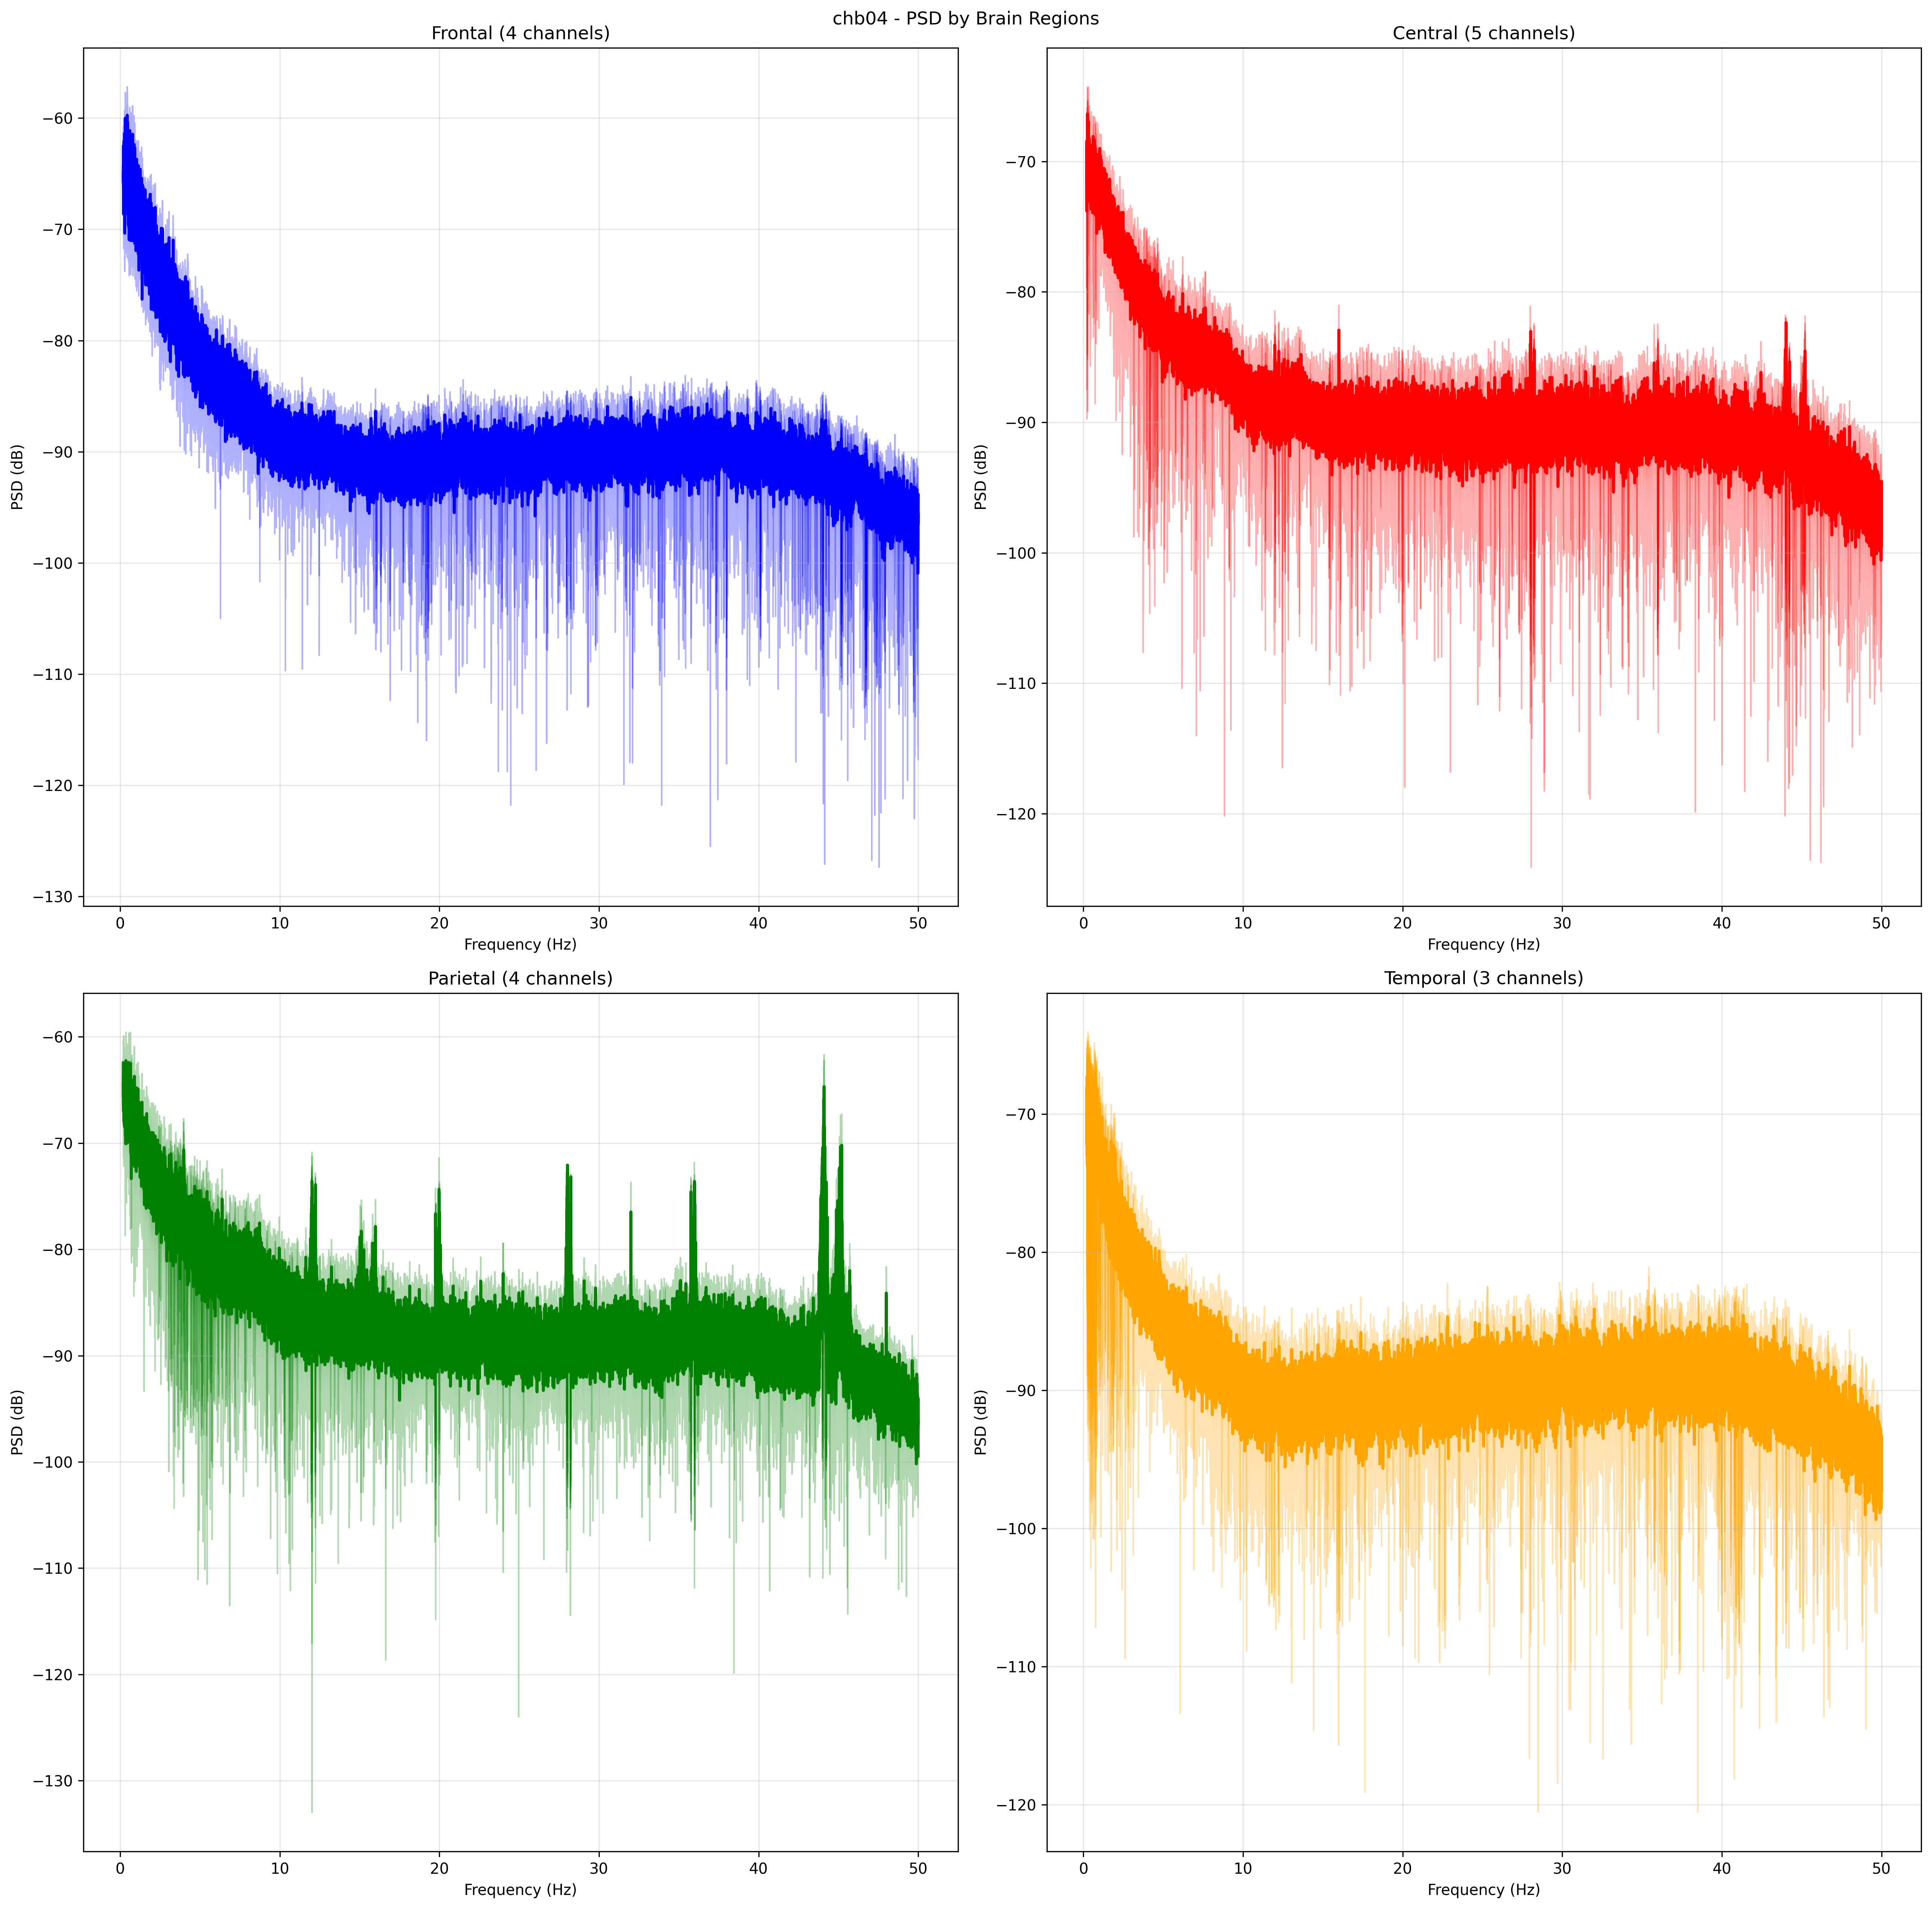 chb04 - PSD by Brain Regions
Frontal (4 channels)
PSD (dB)
−60
−70
−80
−90
−100
−110
−120
−130
0 10 20 30 40 50
Frequency (Hz)
Central (5 channels)
PSD (dB)
−70
−80
−90
−100
−110
−120
0 10 20 30 40 50
Frequency (Hz)
Parietal (4 channels)
PSD (dB)
−60
−70
−80
−90
−100
−110
−120
−130
0 10 20 30 40 50
Frequency (Hz)
Temporal (3 channels)
PSD (dB)
−70
−80
−90
−100
−110
−120
0 10 20 30 40 50
Frequency (Hz)